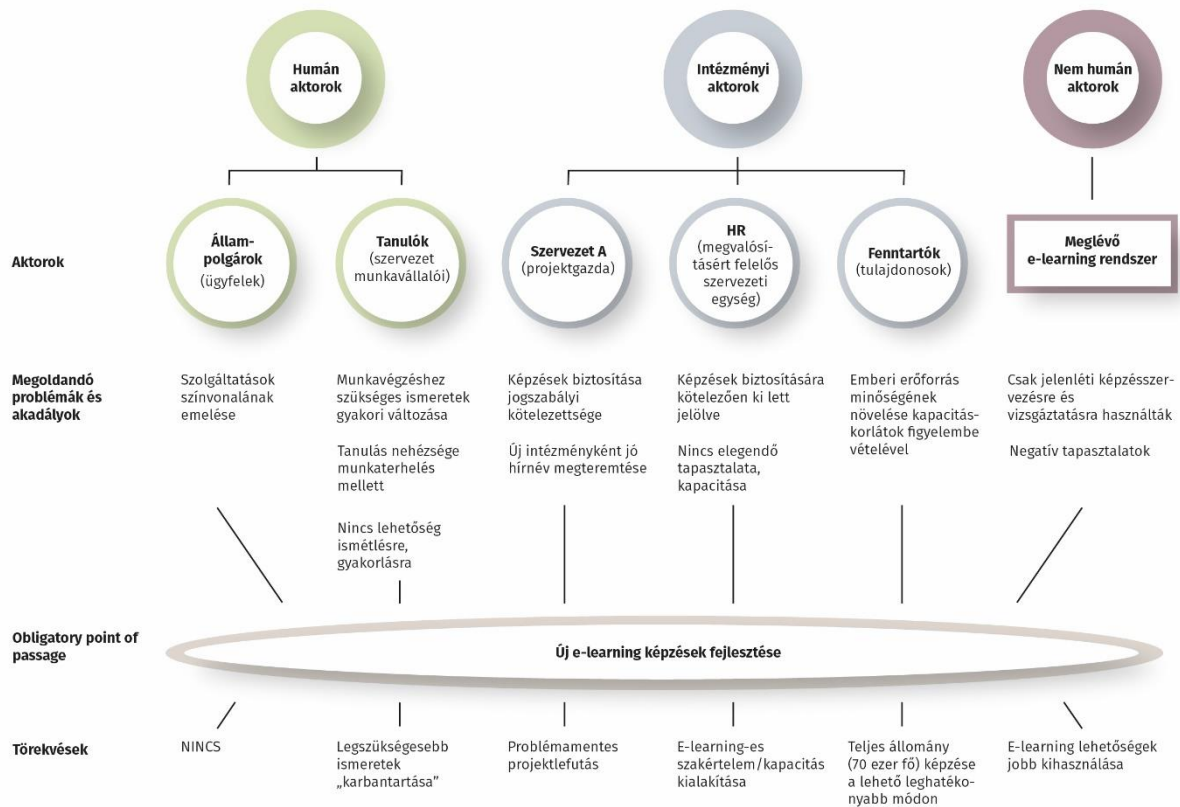 Humán
aktorok
Intézményi
aktorok
Nem humán
aktorok
Aktorok
Állam-
polgárok
(ügyfelek)
Tanulók
(szervezet
munkavállalói)
Szervezet A
(projektgazda)
HR
(megvalósí-
tásért felelős
szervezeti
egység)
Fenntartók
(tulajdonosok)
Meglévő
e-learning rendszer
Megoldandó
problémák és
akadályok
Szolgáltatások
színvonalának
emelése
Munkavégzéshez
szükséges ismeretek
gyakori változása
Tanulás nehézsége
munkaterhelés
mellett
Nincs lehetőség
ismétlésre,
gyakorlásra
Képzések biztosítása
jogszabályi
kötelezettsége
Új intézményként jó
hírnév megteremtése
Képzések biztosítására
kötelezően ki lett
jelölve
Nincs elegendő
tapasztalata,
kapacitása
Emberi erőforrás
minőségének
növelése kapacitás-
korlátok figyelembe
vételével
Csak jelenléti képzésszer-
vezésre és
vizsgáztatásra használták
Negatív tapasztalatok
Obligatory point of
passage
Új e-learning képzések fejlesztése
Törekvések
NINCS
Legszükségesebb
ismeretek
„karbantartása”
Problémamentes
projektlefutás
E-learning-es
szakértelem/kapacitás
kialakítása
Teljes állomány
(70 ezer fő) képzése
a lehető leghatéko-
nyabb módon
E-learning lehetőségek
jobb kihasználása